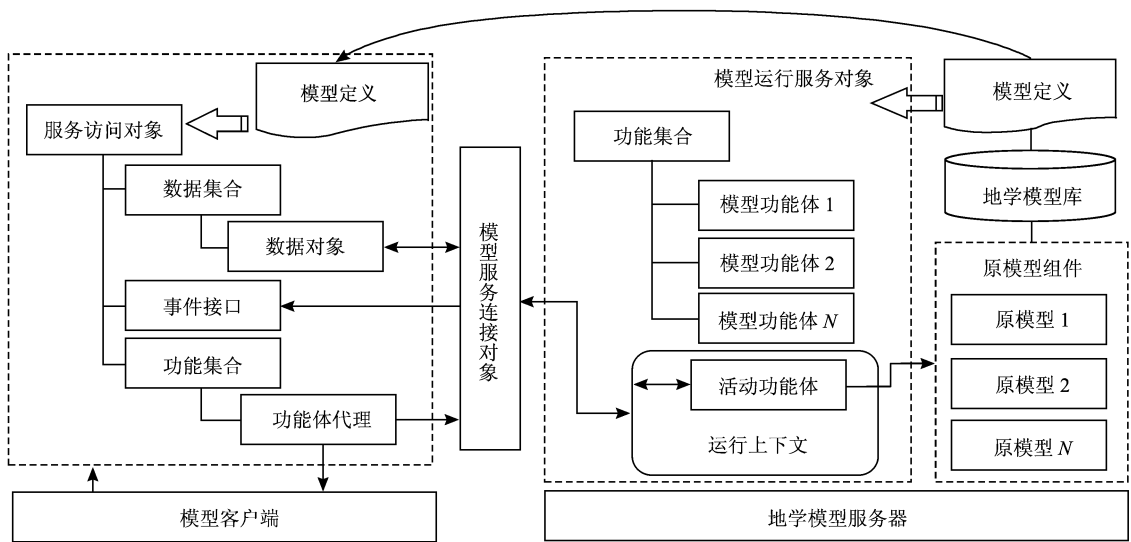 模型定义
服务访问对象
数据集合
数据对象
事件接口
功能集合
功能体代理
模型客户端
模型服务连接对象
模型运行服务对象
功能集合
模型功能体 1
模型功能体 2
模型功能体 N
活动功能体
运行上下文
模型定义
地学模型库
原模型组件
原模型 1
原模型 2
原模型 N
地学模型服务器